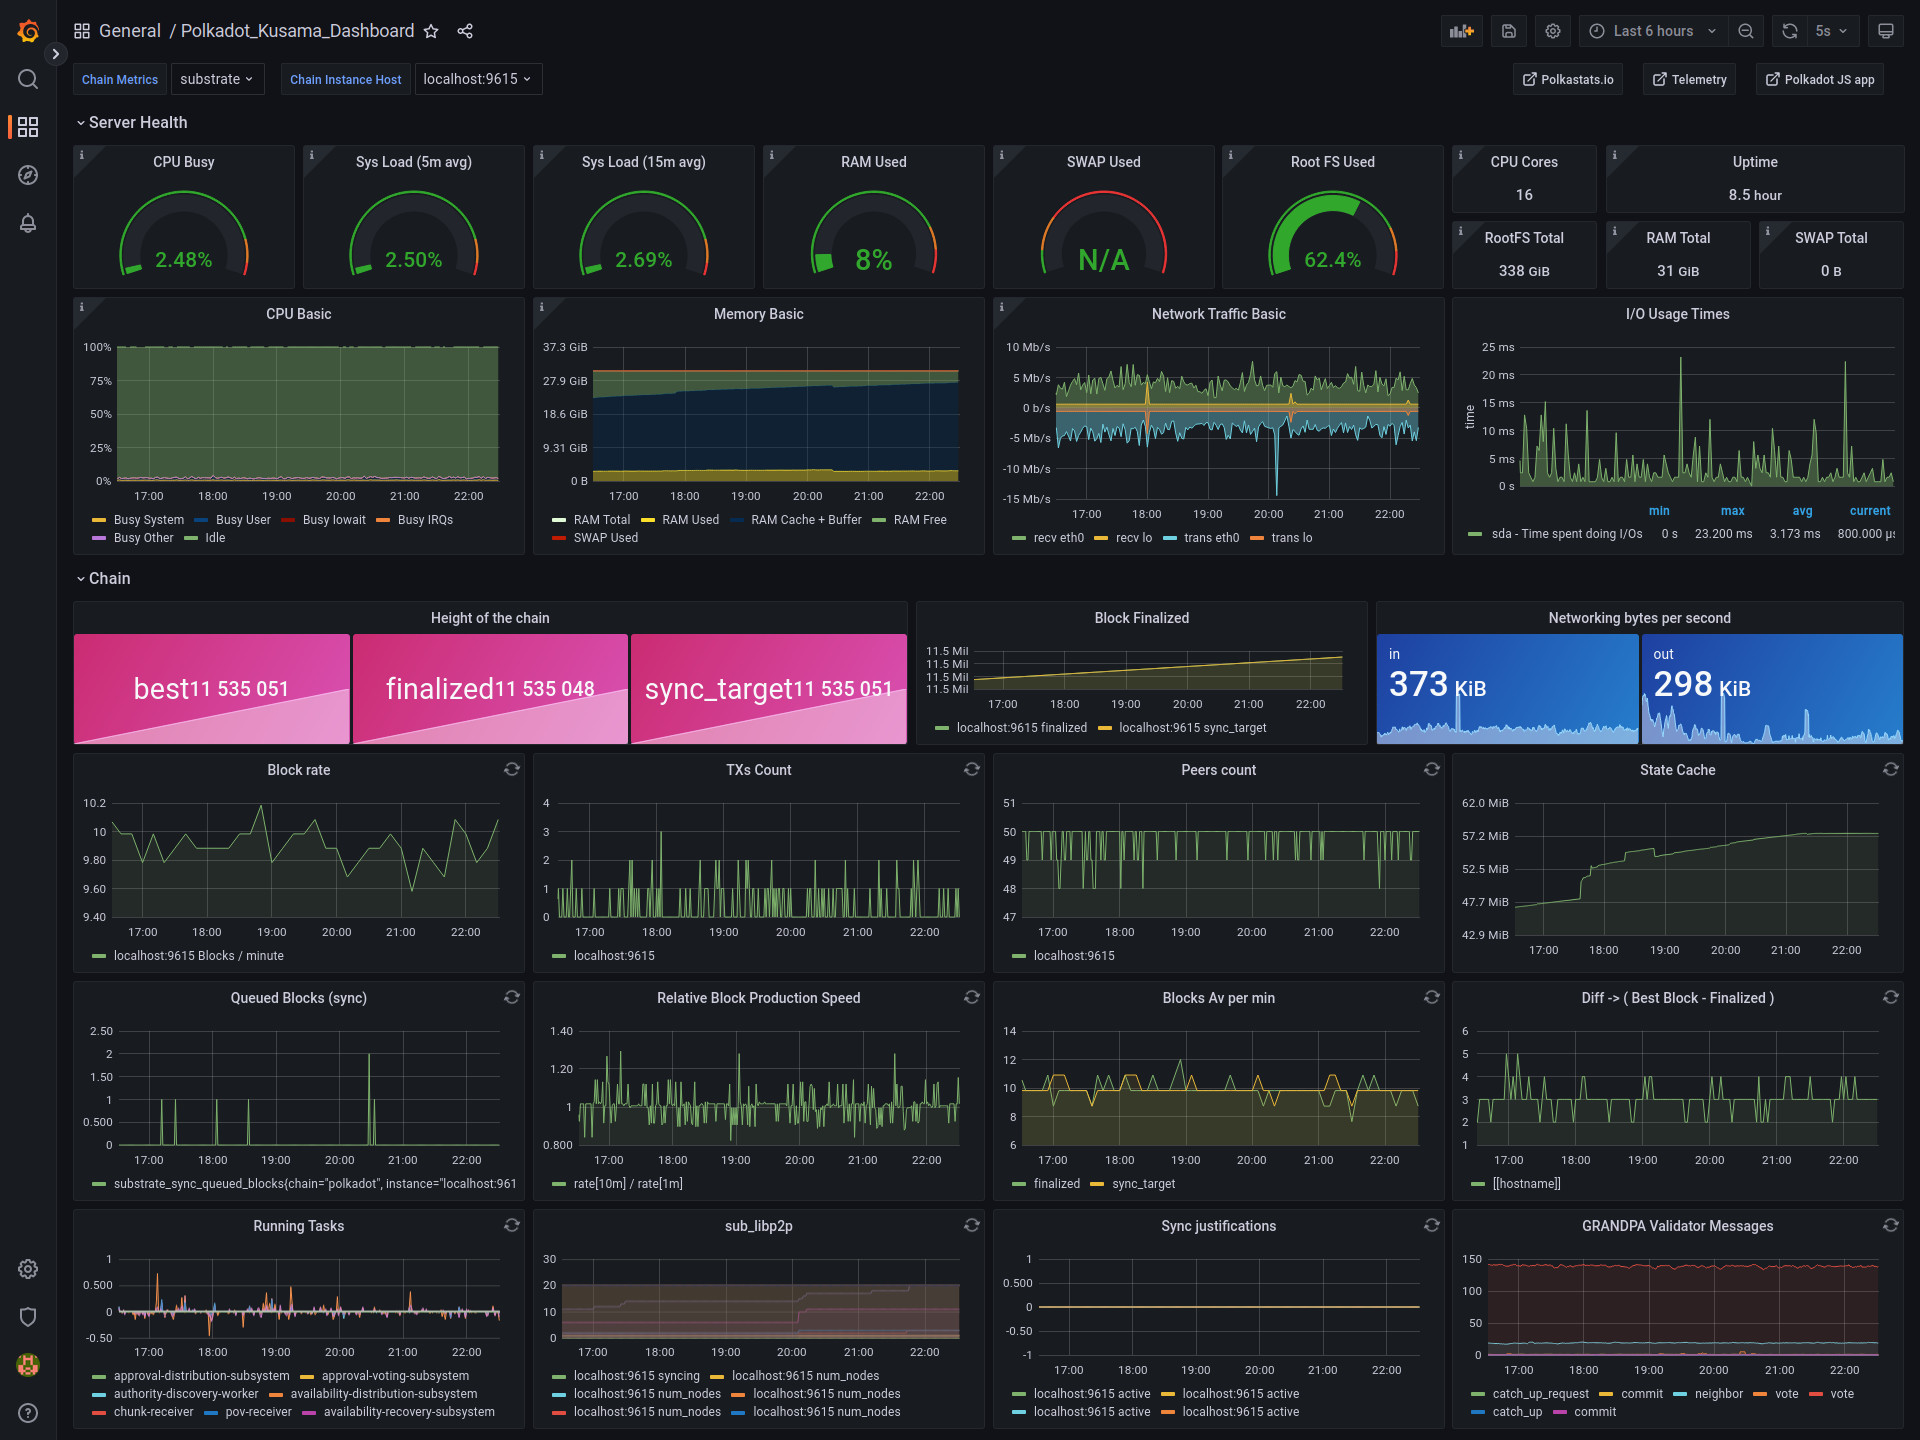 General / Polkadot_Kusama_Dashboard
Last 6 hours
5s
Chain Metrics substrate
Chain Instance Host localhost:9615
Polkastats.io
Telemetry
Polkadot JS app
Server Health
CPU Busy
2.48%
Sys Load (5m avg)
2.50%
Sys Load (15m avg)
2.69%
RAM Used
8%
SWAP Used
N/A
Root FS Used
62.4%
CPU Cores
16
Uptime
8.5 hour
RootFS Total
338 GiB
RAM Total
31 GiB
SWAP Total
0 B
CPU Basic
100%
75%
50%
25%
0%
17:00 18:00 19:00 20:00 21:00 22:00
Busy System Busy User Busy Iowait Busy IRQs
Busy Other Idle
Memory Basic
37.3 GiB
27.9 GiB
18.6 GiB
9.31 GiB
0 B
17:00 18:00 19:00 20:00 21:00 22:00
RAM Total RAM Used RAM Cache + Buffer RAM Free
SWAP Used
Network Traffic Basic
10 Mb/s
5 Mb/s
0 b/s
-5 Mb/s
-10 Mb/s
-15 Mb/s
17:00 18:00 19:00 20:00 21:00 22:00
recv eth0 recv lo trans eth0 trans lo
I/O Usage Times
time
25 ms
20 ms
15 ms
10 ms
5 ms
0 s
min max avg current
sda - Time spent doing I/Os 0 s 23.200 ms 3.173 ms 800.000 µs
Chain
Height of the chain
best11 535 051
finalized11 535 048
sync_target11 535 051
Block Finalized
11.5 Mil
11.5 Mil
11.5 Mil
11.5 Mil
17:00 18:00 19:00 20:00 21:00 22:00
localhost:9615 finalized localhost:9615 sync_target
Networking bytes per second
in
373 KiB
out
298 KiB
Block rate
10.2
10
9.80
9.60
9.40
17:00 18:00 19:00 20:00 21:00 22:00
localhost:9615 Blocks / minute
TXs Count
4
3
2
1
0
17:00 18:00 19:00 20:00 21:00 22:00
localhost:9615
Peers count
51
50
49
48
47
17:00 18:00 19:00 20:00 21:00 22:00
localhost:9615
State Cache
62.0 MiB
57.2 MiB
52.5 MiB
47.7 MiB
42.9 MiB
17:00 18:00 19:00 20:00 21:00 22:00
Queued Blocks (sync)
2.50
2
1.50
1
0.500
0
17:00 18:00 19:00 20:00 21:00 22:00
substrate_sync_queued_blocks{chain="polkadot", instance="localhost:961
Relative Block Production Speed
1.40
1.20
1
0.800
17:00 18:00 19:00 20:00 21:00 22:00
rate[10m] / rate[1m]
Blocks Av per min
14
12
10
8
6
17:00 18:00 19:00 20:00 21:00 22:00
finalized sync_target
Diff -> ( Best Block - Finalized )
6
5
4
3
2
1
17:00 18:00 19:00 20:00 21:00 22:00
[[hostname]]
Running Tasks
1
0.500
0
-0.50
17:00 18:00 19:00 20:00 21:00 22:00
approval-distribution-subsystem approval-voting-subsystem
authority-discovery-worker availability-distribution-subsystem
chunk-receiver pov-receiver availability-recovery-subsystem
sub_libp2p
30
20
10
0
17:00 18:00 19:00 20:00 21:00 22:00
localhost:9615 syncing localhost:9615 num_nodes
localhost:9615 num_nodes localhost:9615 num_nodes
localhost:9615 num_nodes localhost:9615 num_nodes
Sync justifications
1
0.500
0
-0.50
-1
17:00 18:00 19:00 20:00 21:00 22:00
localhost:9615 active localhost:9615 active
localhost:9615 active localhost:9615 active
GRANDPA Validator Messages
150
100
50
0
17:00 18:00 19:00 20:00 21:00 22:00
catch_up_request commit neighbor vote vote
catch_up commit